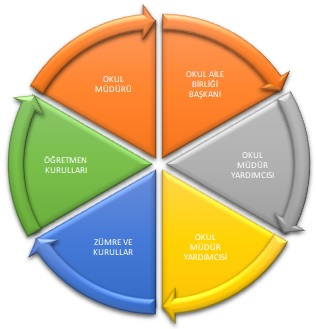 OKUL
MÜDÜRÜ
OKUL AİLE
BİRLİĞİ
BAŞKANI
OKUL
MÜDÜR
YARDIMCISI
OKUL
MÜDÜR
YARDIMCISI
ZÜMRE VE
KURULLAR
ÖĞRETMEN
KURULLARI